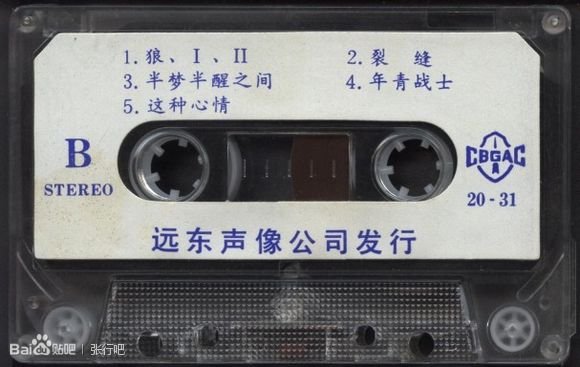 1. 狼、Ⅰ、Ⅱ 2. 裂 缝
3. 半梦半醒之间 4. 年青战士
5. 这种心情
B
STEREO
CBGAC
20-31
远东声像公司发行
Baidu贴吧 | 张行吧